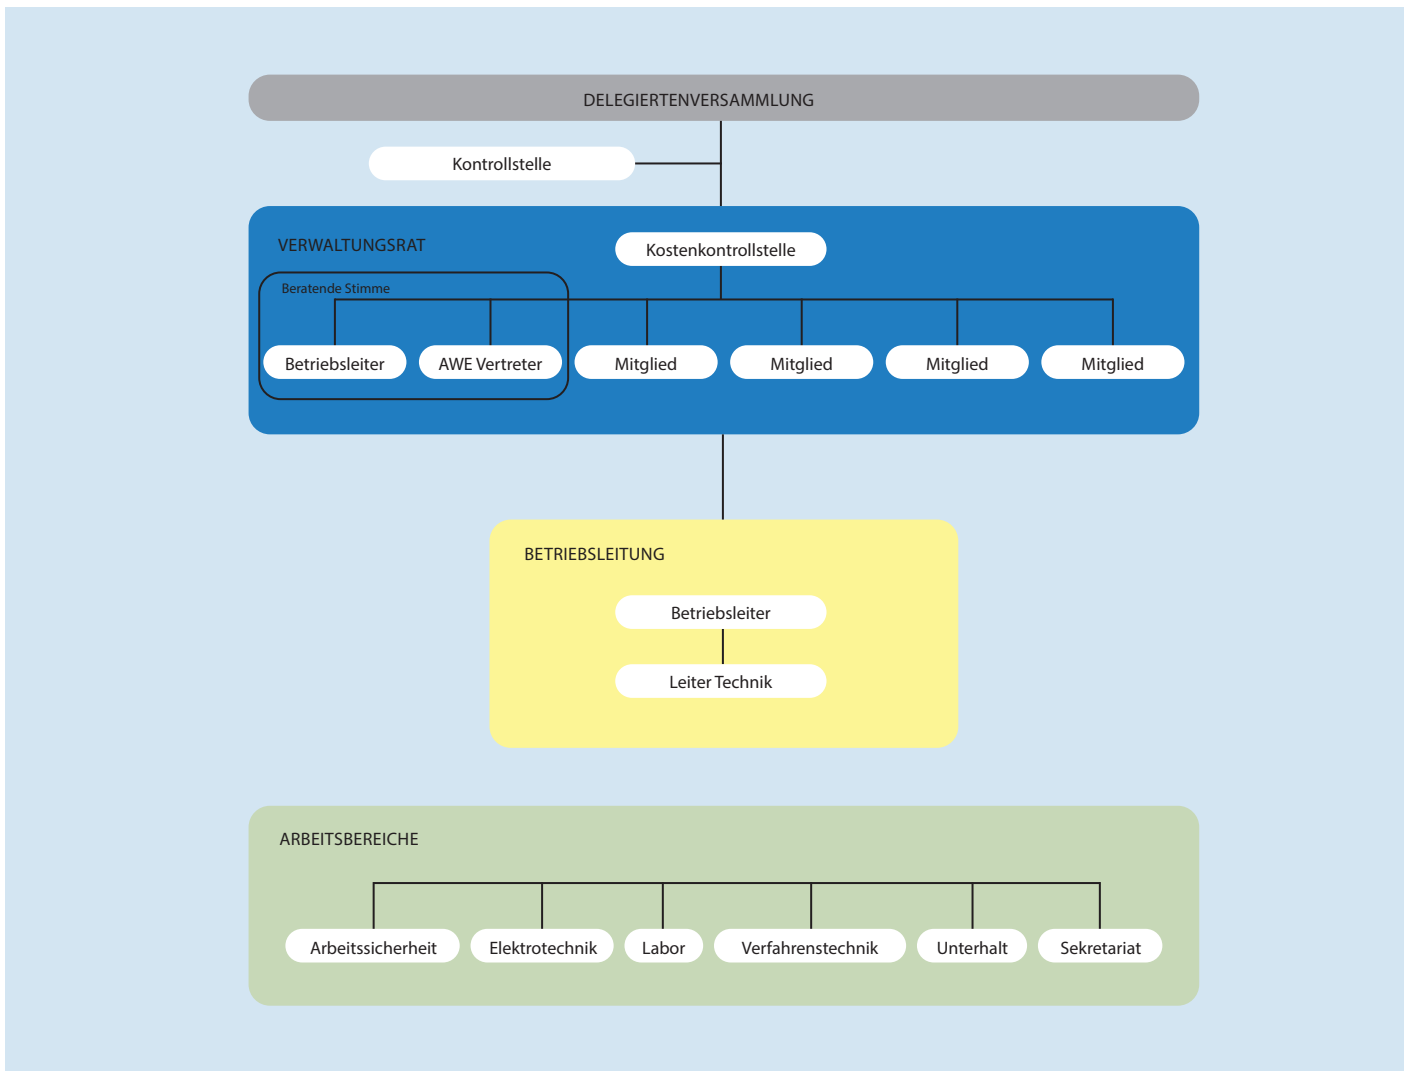 DELEGIERTENVERSAMMLUNG
Kontrollstelle
VERWALTUNGSRAT
Kostenkontrollstelle
Beratende Stimme
Betriebsleiter
AWE Vertreter
Mitglied
Mitglied
Mitglied
Mitglied
BETRIEBSLEITUNG
Betriebsleiter
Leiter Technik
ARBEITSBEREICHE
Arbeitssicherheit
Elektrotechnik
Labor
Verfahrenstechnik
Unterhalt
Sekretariat